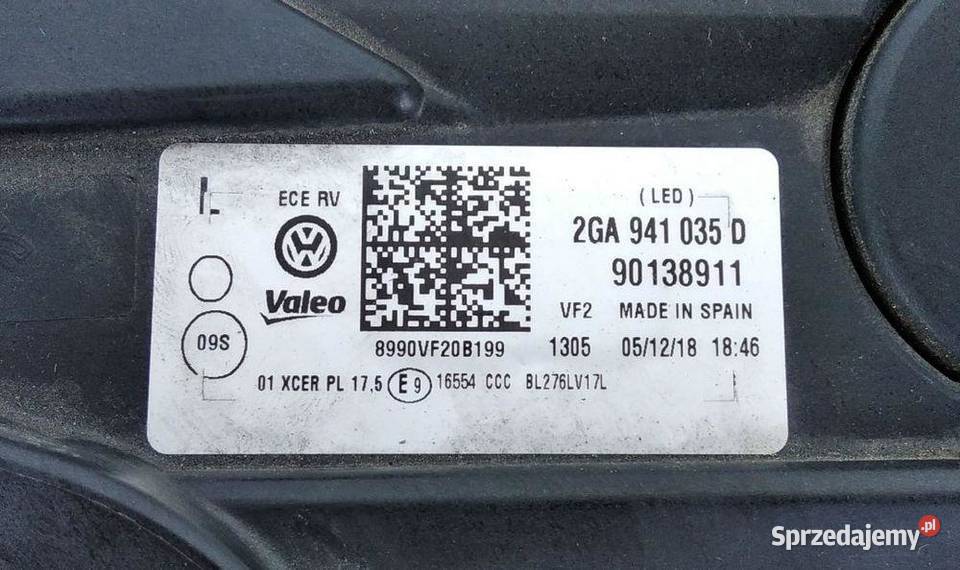 ECE RV
(LED)
2GA 941 035 D
Valeo
90138911
VF2 MADE IN SPAIN
09S
8990VF20B199 1305 05/12/18 18:46
01 XCER PL 17,5 E9 16554 CCC BL276LV17L
Sprzedajemy.pl